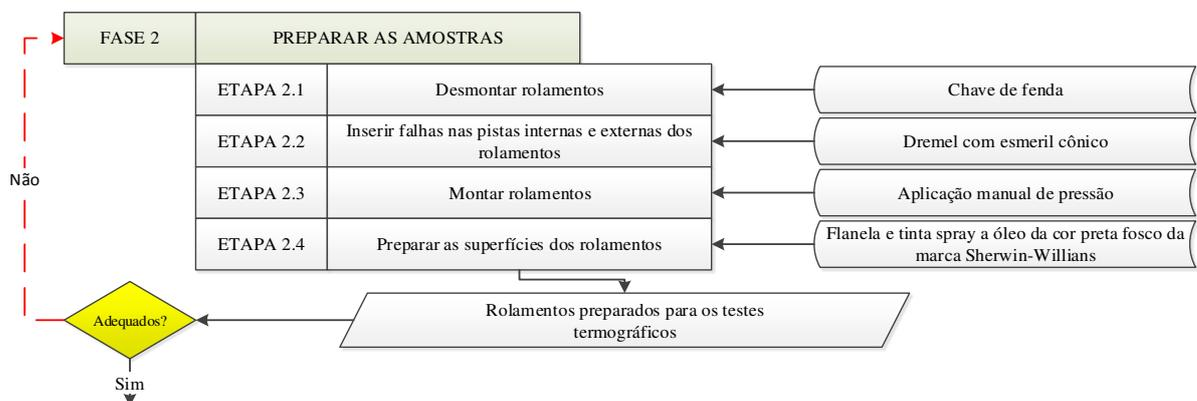 FASE 2
PREPARAR AS AMOSTRAS
ETAPA 2.1
Desmontar rolamentos
Chave de fenda
ETAPA 2.2
Inserir falhas nas pistas internas e externas dos
rolamentos
Dremel com esmeril cônico
Não
ETAPA 2.3
Montar rolamentos
Aplicação manual de pressão
ETAPA 2.4
Preparar as superfícies dos rolamentos
Flanela e tinta spray a óleo da cor preta fosco da
marca Sherwin-Willians
Rolamentos preparados para os testes
termográficos
Adequados?
Sim